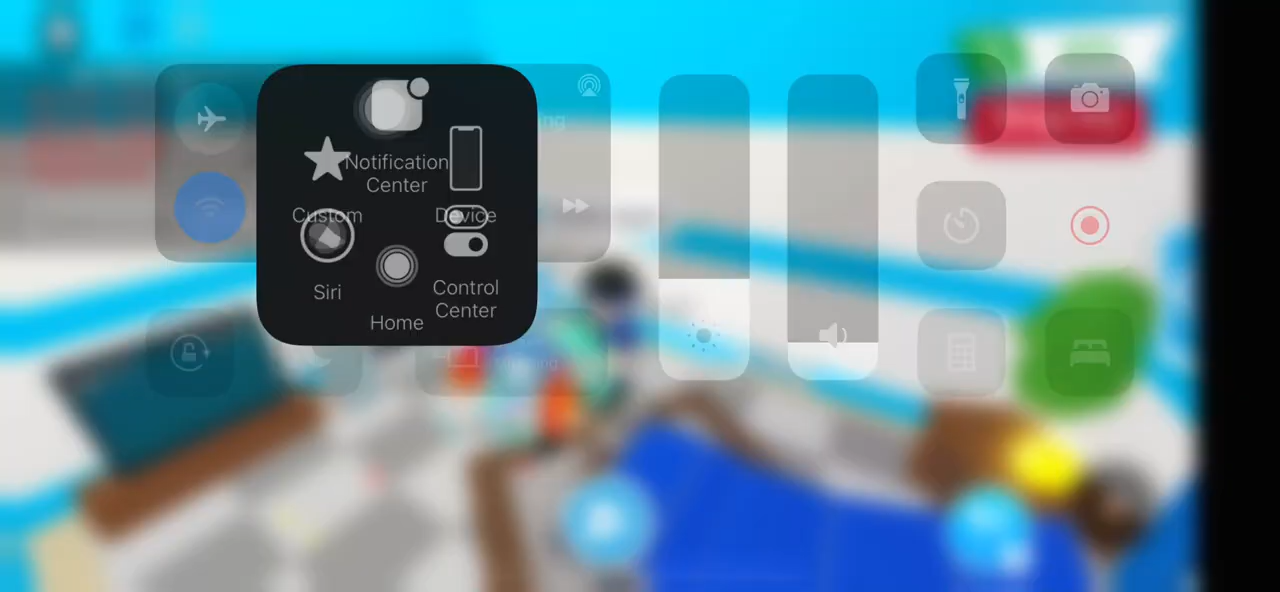 Notification
Center
Custom
Device
Siri
Control
Center
Home